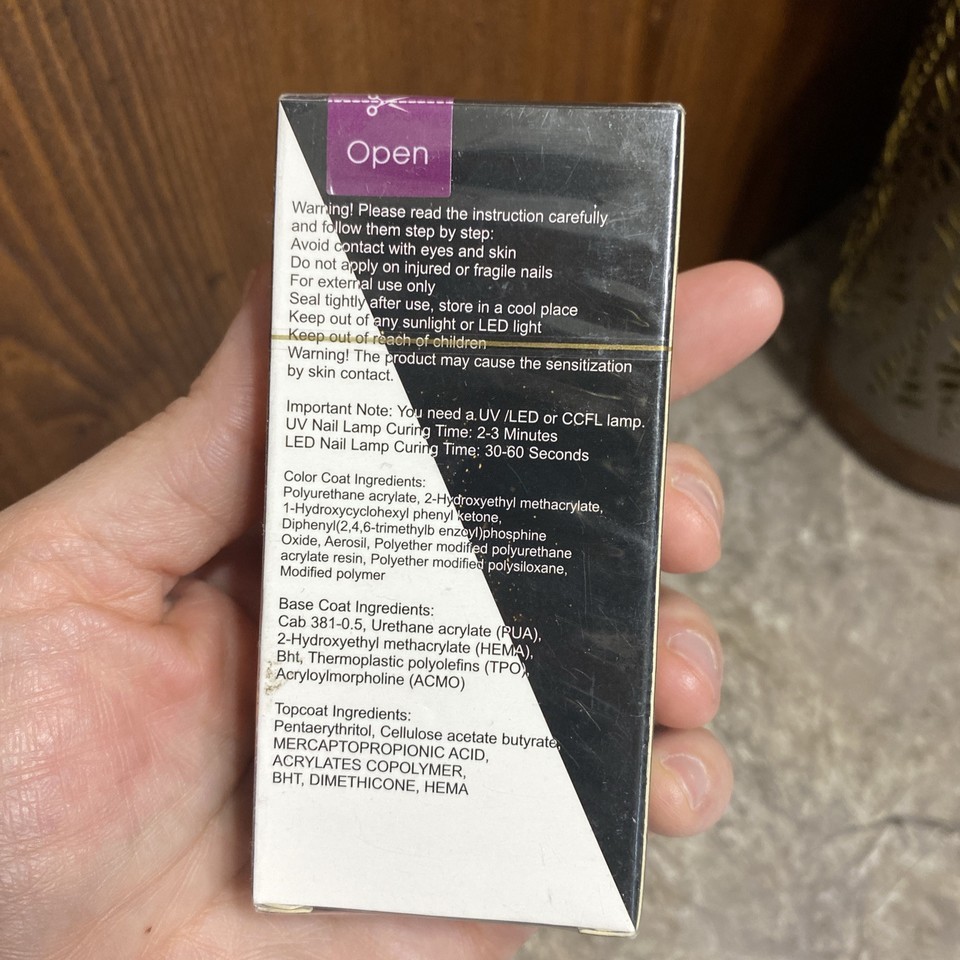 Open
Warning! Please read the instruction carefully
and follow them step by step:
Avoid contact with eyes and skin
Do not apply on injured or fragile nails
For external use only
Seal tightly after use, store in a cool place
Keep out of any sunlight or LED light
Keep out of reach of children
Warning! The product may cause the sensitization
by skin contact.
Important Note: You need a UV /LED or CCFL lamp.
UV Nail Lamp Curing Time: 2-3 Minutes
LED Nail Lamp Curing Time: 30-60 Seconds
Color Coat Ingredients:
Polyurethane acrylate, 2-Hydroxyethyl methacrylate,
1-Hydroxycyclohexyl phenyl ketone,
Diphenyl(2,4,6-trimethylb enzoyl)phosphine
Oxide, Aerosil, Polyether modified polyurethane
acrylate resin, Polyether modified polysiloxane,
Modified polymer
Base Coat Ingredients:
Cab 381-0.5, Urethane acrylate (PUA),
2-Hydroxyethyl methacrylate (HEMA),
Bht, Thermoplastic polyolefins (TPO),
Acryloylmorpholine (ACMO)
Topcoat Ingredients:
Pentaerythritol, Cellulose acetate butyrate,
MERCAPTOPROPIONIC ACID,
ACRYLATES COPOLYMER,
BHT, DIMETHICONE, HEMA